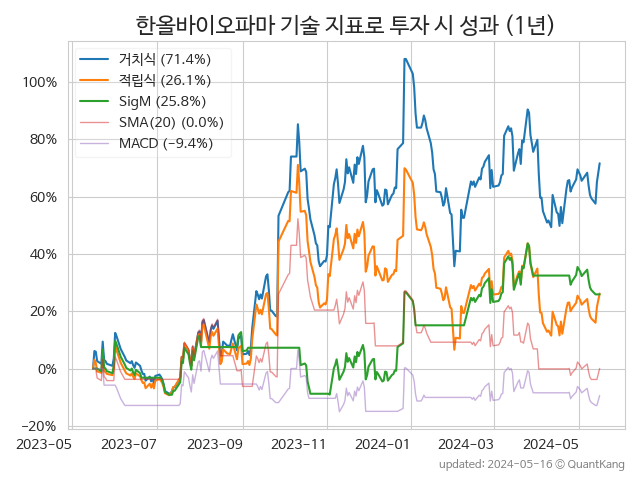 한올바이오파마 기술 지표로 투자 시 성과 (1년)
거치식 (71.4%)
적립식 (26.1%)
SigM (25.8%)
SMA(20) (0.0%)
MACD (−9.4%)
100%
80%
60%
40%
20%
0%
−20%
2023-05 2023-07 2023-09 2023-11 2024-01 2024-03 2024-05
updated: 2024-05-16 © QuantKang